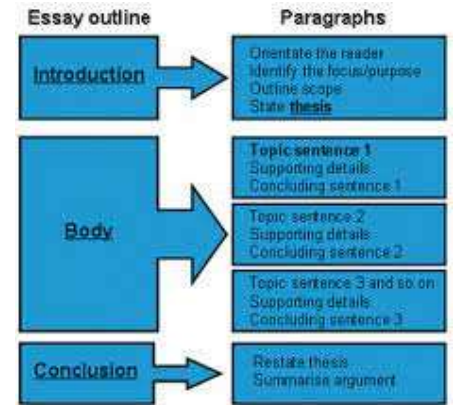 Essay outline
Paragraphs
Introduction
Orientate the reader
Identify the focus/purpose
Outline scope
State thesis
Body
Topic sentence 1
Supporting details
Concluding sentence 1
Topic sentence 2
Supporting details
Concluding sentence 2
Topic sentence 3 and so on
Supporting details
Concluding sentence 3
Conclusion
Restate thesis
Summarise argument